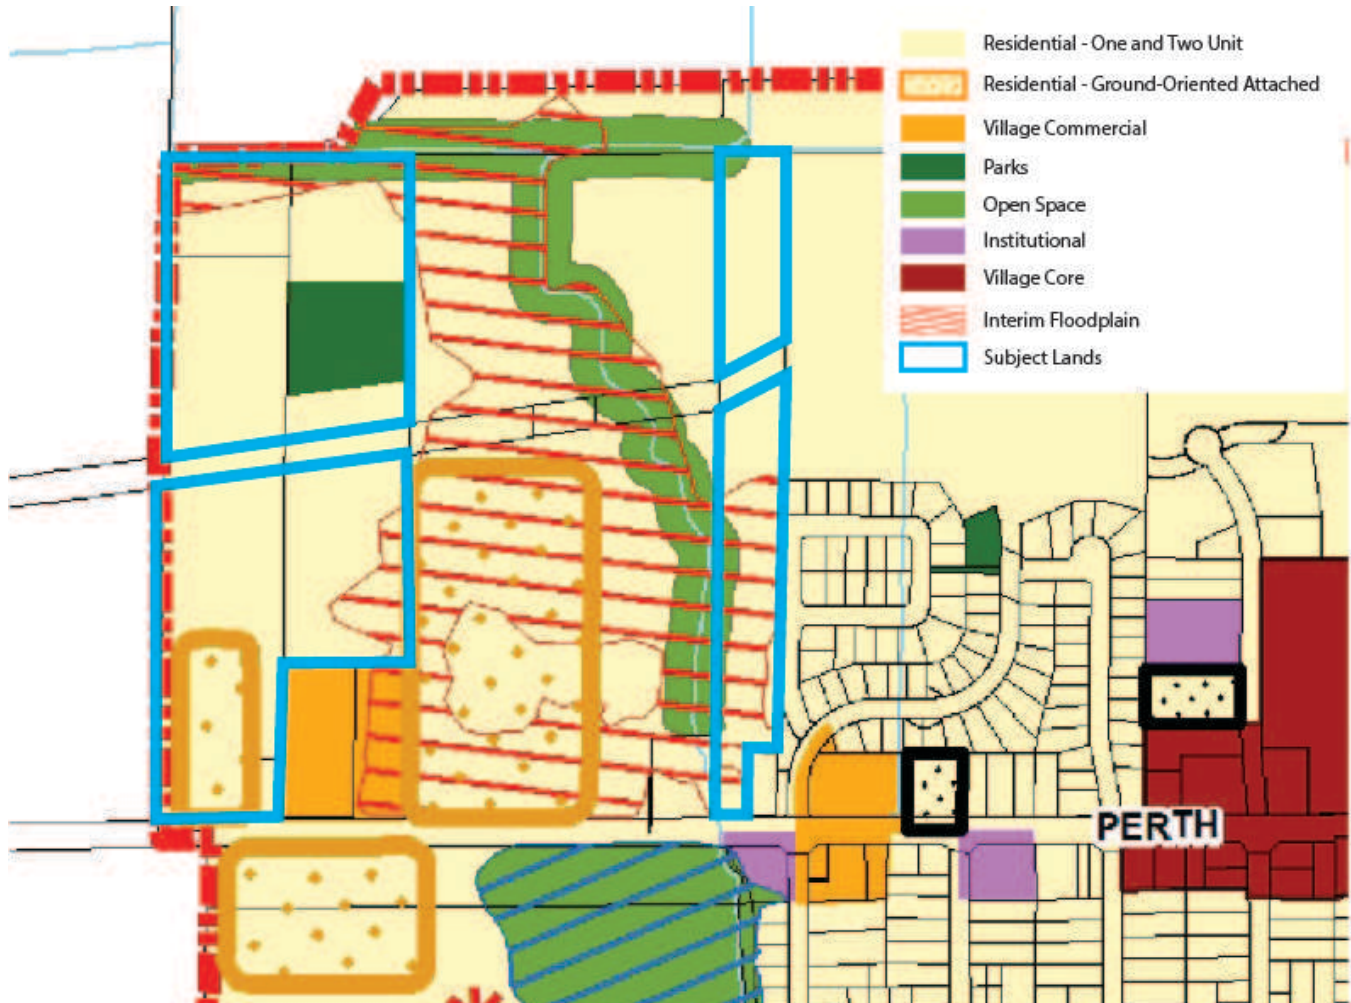 Residential - One and Two Unit
Residential - Ground-Oriented Attached
Village Commercial
Parks
Open Space
Institutional
Village Core
Interim Floodplain
Subject Lands
PERTH